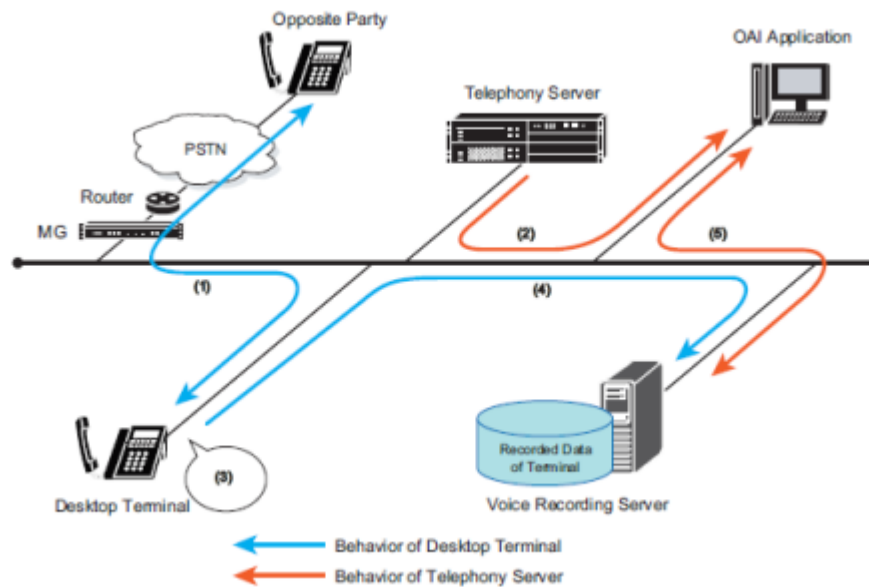 Opposite Party
OAI Application
Telephony Server
PSTN
Router
MG
(2)
(5)
(1)
(4)
(3)
Recorded Data
of Terminal
Desktop Terminal
Voice Recording Server
Behavior of Desktop Terminal
Behavior of Telephony Server